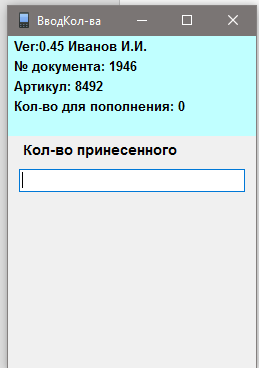 ВводКол-ва
Ver:0.45 Иванов И.И.
№ документа: 1946
Артикул: 8492
Кол-во для пополнения: 0
Кол-во принесенного